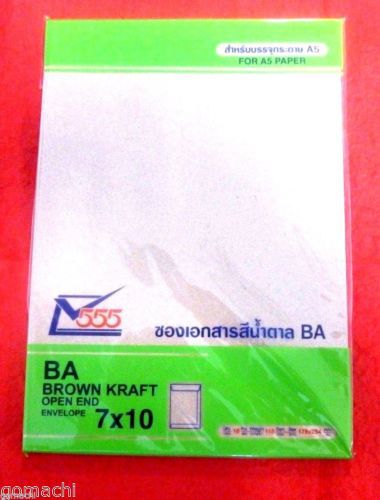 สำหรับบรรจุกระดาษ A5
FOR A5 PAPER
555
ซองเอกสารสีน้ำตาล BA
BA
BROWN KRAFT
OPEN END
ENVELOPE 7x10
gomachi